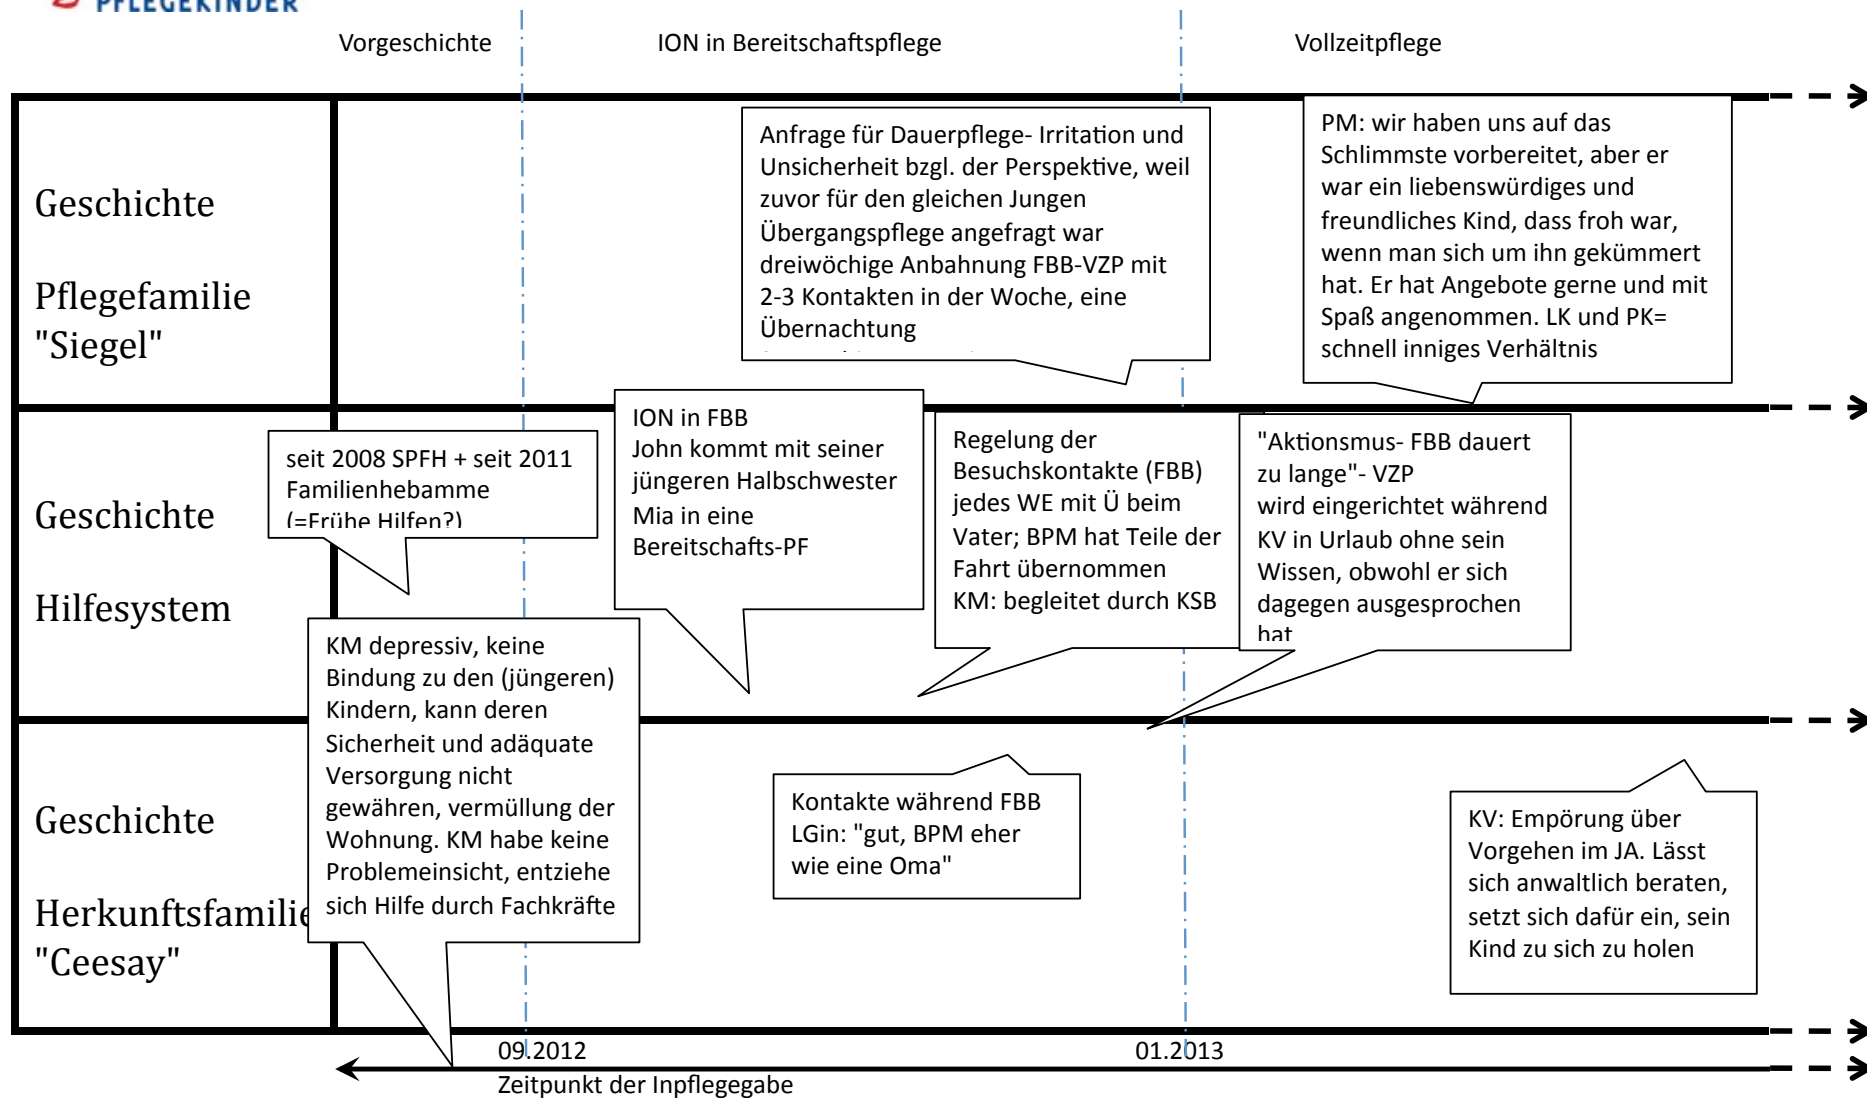 PFLEGEKINDER
Vorgeschichte
ION in Bereitschaftspflege
Vollzeitpflege
Geschichte
Pflegefamilie
"Siegel"
Anfrage für Dauerpflege- Irritation und
Unsicherheit bzgl. der Perspektive, weil
zuvor für den gleichen Jungen
Übergangspflege angefragt war
dreiwöchige Anbahnung FBB-VZP mit
2-3 Kontakten in der Woche, eine
Übernachtung
PM: wir haben uns auf das
Schlimmste vorbereitet, aber er
war ein liebenswürdiges und
freundliches Kind, dass froh war,
wenn man sich um ihn gekümmert
hat. Er hat Angebote gerne und mit
Spaß angenommen. LK und PK=
schnell inniges Verhältnis
Geschichte
Hilfesystem
seit 2008 SPFH + seit 2011
Familienhebamme
(=Frühe Hilfen?)
ION in FBB
John kommt mit seiner
jüngeren Halbschwester
Mia in eine
Bereitschafts-PF
Regelung der
Besuchskontakte (FBB)
jedes WE mit Ü beim
Vater; BPM hat Teile der
Fahrt übernommen
KM: begleitet durch KSB
"Aktionsmus- FBB dauert
zu lange"- VZP
wird eingerichtet während
KV in Urlaub ohne sein
Wissen, obwohl er sich
dagegen ausgesprochen
hat
KM depressiv, keine
Bindung zu den (jüngeren)
Kindern, kann deren
Sicherheit und adäquate
Versorgung nicht
gewähren, vermüllung der
Wohnung. KM habe keine
Problemeinsicht, entziehe
sich Hilfe durch Fachkräfte
Geschichte
Herkunftsfamilie
"Ceesay"
Kontakte während FBB
LGin: "gut, BPM eher
wie eine Oma"
KV: Empörung über
Vorgehen im JA. Lässt
sich anwaltlich beraten,
setzt sich dafür ein, sein
Kind zu sich zu holen
09.2012
01.2013
Zeitpunkt der Inpflegegabe